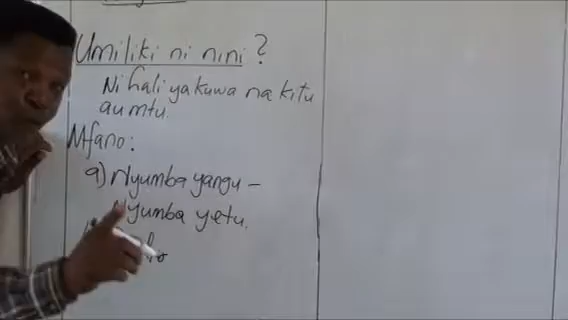 Umiliki ni nini?
Ni hali ya kuwa na kitu
au mtu.
Mfano:
a) Nyumba yangu –
Nyumba yetu.